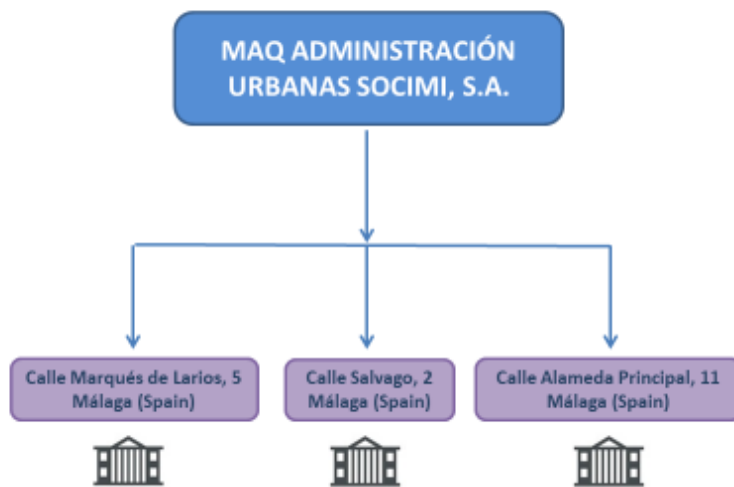 MAQ ADMINISTRACIÓN
URBANAS SOCIMI, S.A.
Calle Marqués de Larios, 5
Málaga (Spain)
Calle Salvago, 2
Málaga (Spain)
Calle Alameda Principal, 11
Málaga (Spain)